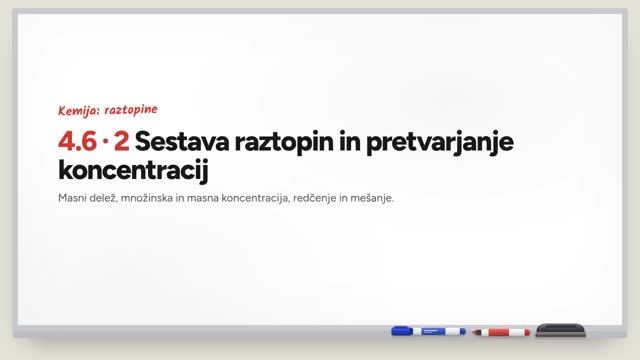 Kemija: raztopine
4.6 · 2 Sestava raztopin in pretvarjanje
koncentracij
Masni delež, množinska in masna koncentracija, redčenje in mešanje.